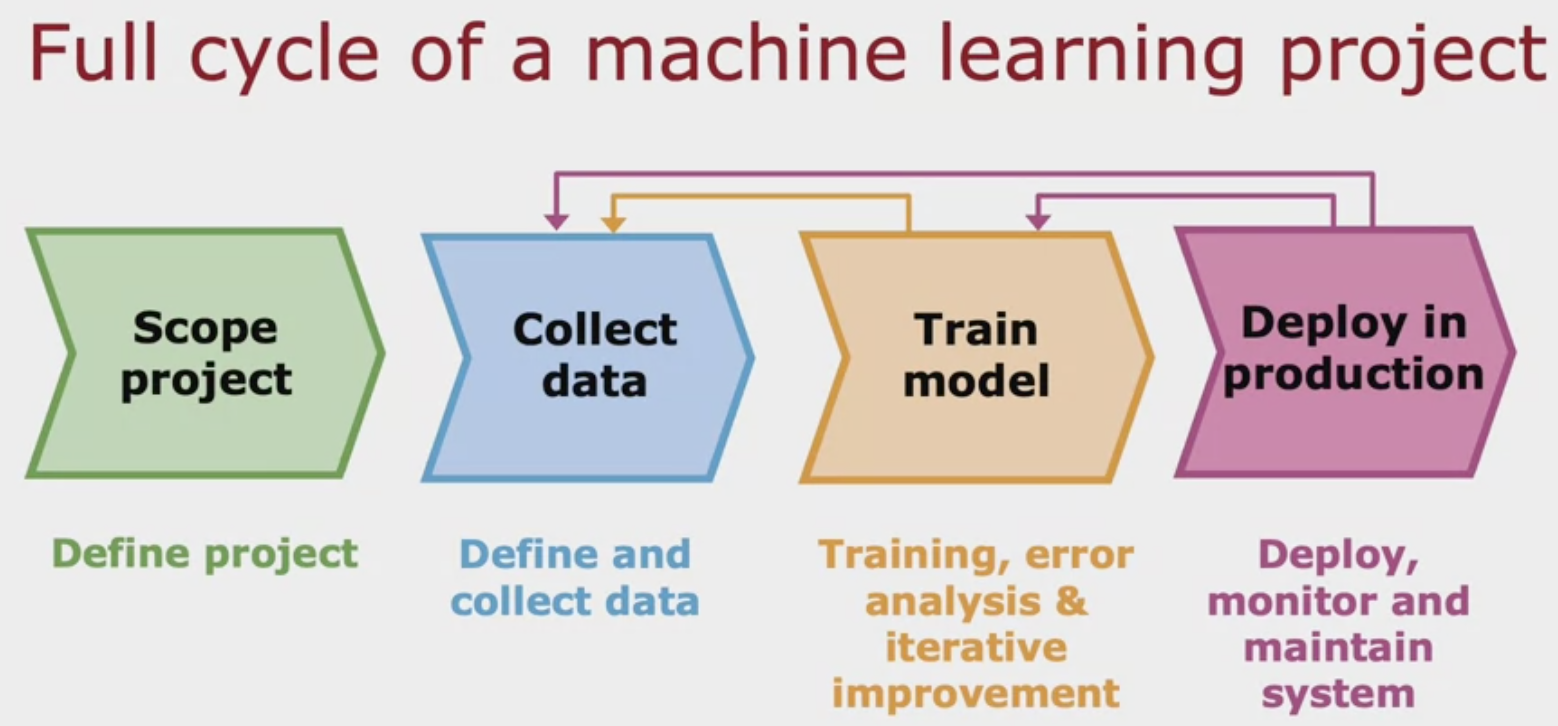 Full cycle of a machine learning project
Scope
project
Collect
data
Train
model
Deploy in
production
Define project
Define and
collect data
Training, error
analysis &
iterative
improvement
Deploy,
monitor and
maintain
system